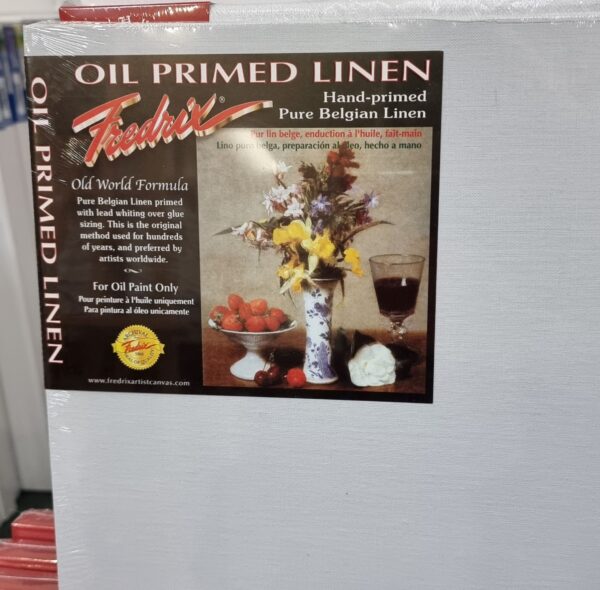 OIL PRIMED LINEN
OIL PRIMED LINEN
Fredrix®
Hand-primed
Pure Belgian Linen
Pur lin belge, enduction à l'huile, fait-main
Lino puro belga, preparación al óleo, hecho a mano
Old World Formula
Pure Belgian Linen primed
with lead whiting over glue
sizing. This is the original
method used for hundreds
of years, and preferred by
artists worldwide.
For Oil Paint Only
Pour peinture à l'huile uniquement
Para pintura al óleo unicamente
ARCHIVAL
Fredrix
www.fredrixartistcanvas.com